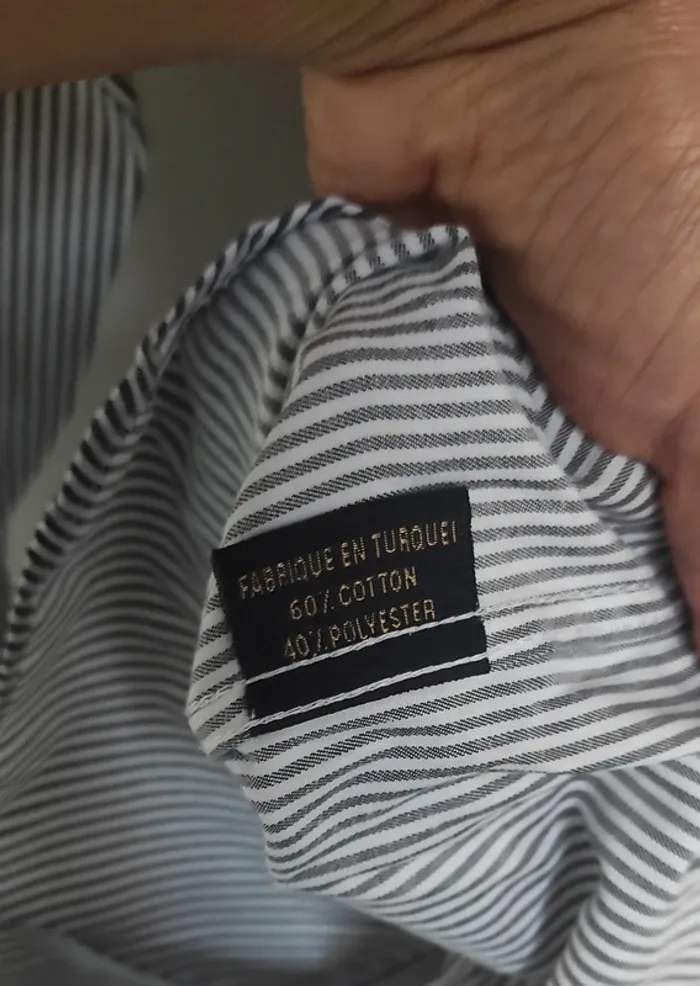 FABRIQUE EN TURQUEI
60% COTTON
40% POLYESTER